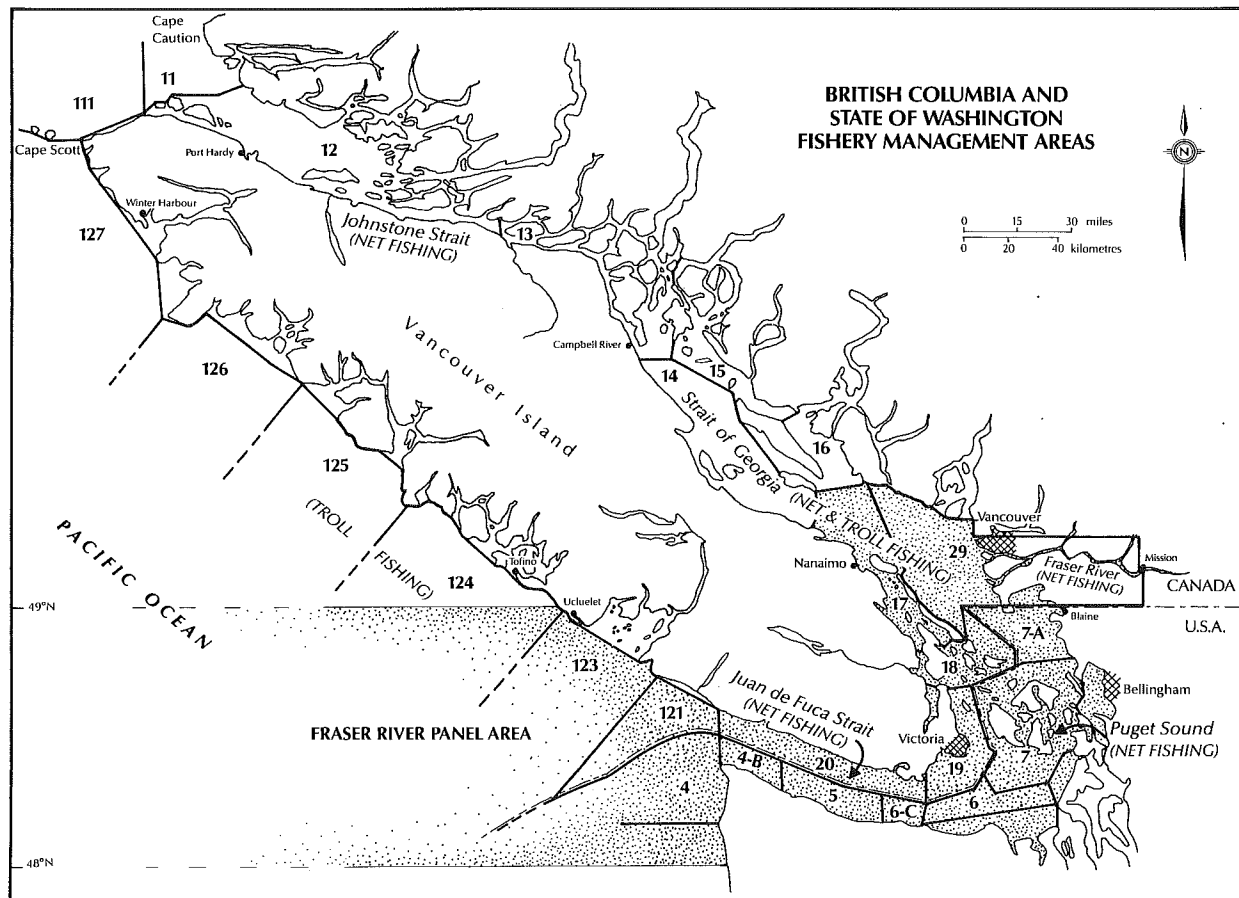 BRITISH COLUMBIA AND
STATE OF WASHINGTON
FISHERY MANAGEMENT AREAS
N
0 15 30 miles
0 20 40 kilometres
Cape
Caution
11
111
Cape Scott
Port Hardy
12
Winter Harbour
127
Johnstone Strait
(NET FISHING)
13
126
Vancouver Island
Campbell River
14
15
16
Strait of Georgia
(NET & TROLL FISHING)
125
(TROLL
FISHING)
PACIFIC OCEAN
Tofino
124
Vancouver
29
Nanaimo
Fraser River
(NET FISHING)
Mission
CANADA
U.S.A.
49°N
Ucluelet
17
Blaine
7-A
123
18
Bellingham
Juan de Fuca Strait
(NET FISHING)
121
FRASER RIVER PANEL AREA
Victoria
Puget Sound
(NET FISHING)
7
20
19
4-B
4
5
6-C
6
48°N